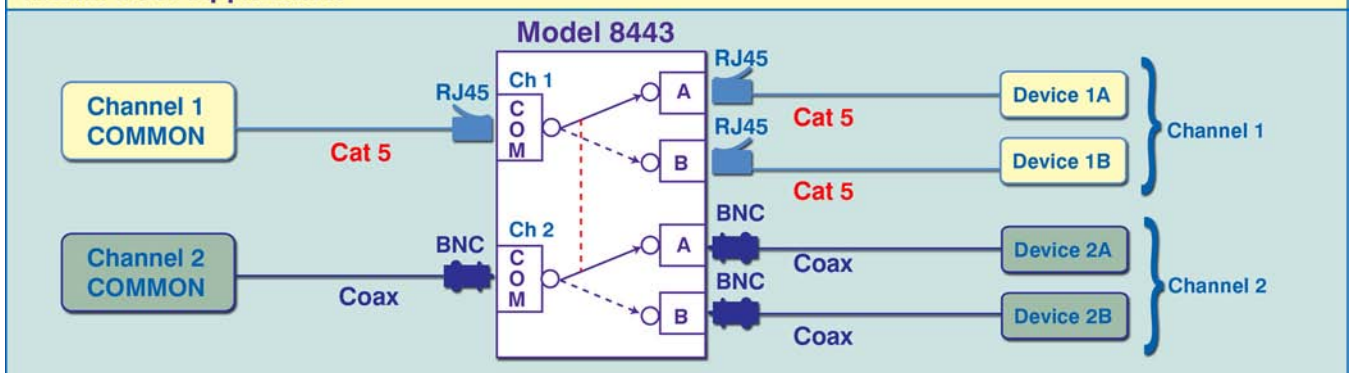 Model 8443
Channel 1
COMMON
Cat 5
RJ45
Ch 1
COM
A
B
RJ45
Cat 5
RJ45
Cat 5
Device 1A
Device 1B
Channel 1
Channel 2
COMMON
Coax
BNC
Ch 2
COM
A
B
BNC
Coax
BNC
Coax
Device 2A
Device 2B
Channel 2